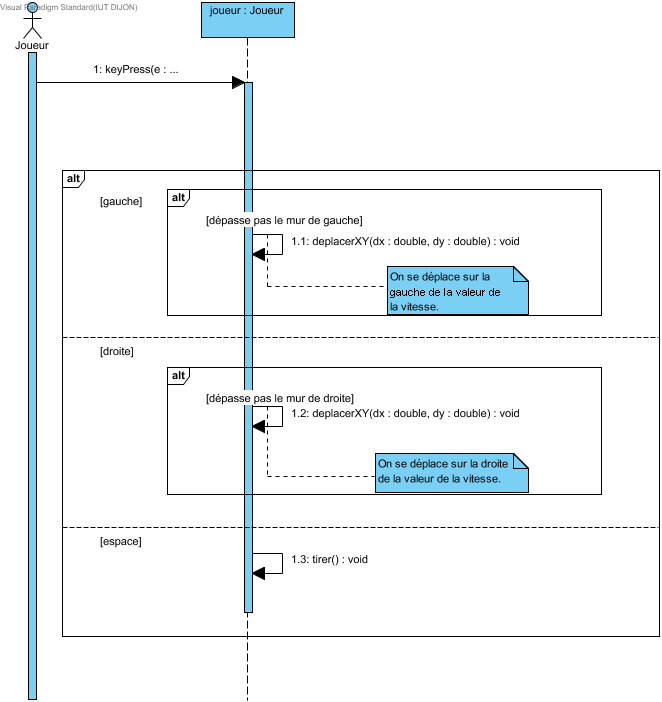 Visual Paradigm Standard(IUT DIJON)
joueur : Joueur
Joueur
1: keyPress(e : ...
alt
[gauche]
alt
[dépasse pas le mur de gauche]
1.1: deplacerXY(dx : double, dy : double) : void
On se déplace sur la
gauche de la valeur de
la vitesse.
[droite]
alt
[dépasse pas le mur de droite]
1.2: deplacerXY(dx : double, dy : double) : void
On se déplace sur la droite
de la valeur de la vitesse.
[espace]
1.3: tirer() : void